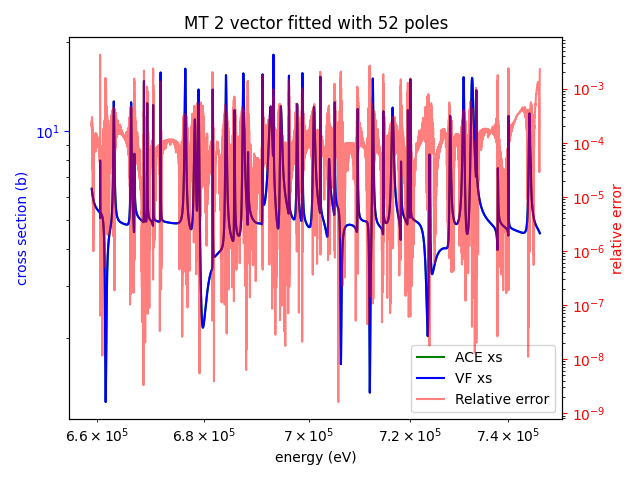 MT 2 vector fitted with 52 poles
10¹
cross section (b)
10⁻³
10⁻⁴
10⁻⁵
10⁻⁶
10⁻⁷
10⁻⁸
10⁻⁹
relative error
ACE xs
VF xs
Relative error
6.6 × 10⁵ 6.8 × 10⁵ 7 × 10⁵ 7.2 × 10⁵ 7.4 × 10⁵
energy (eV)